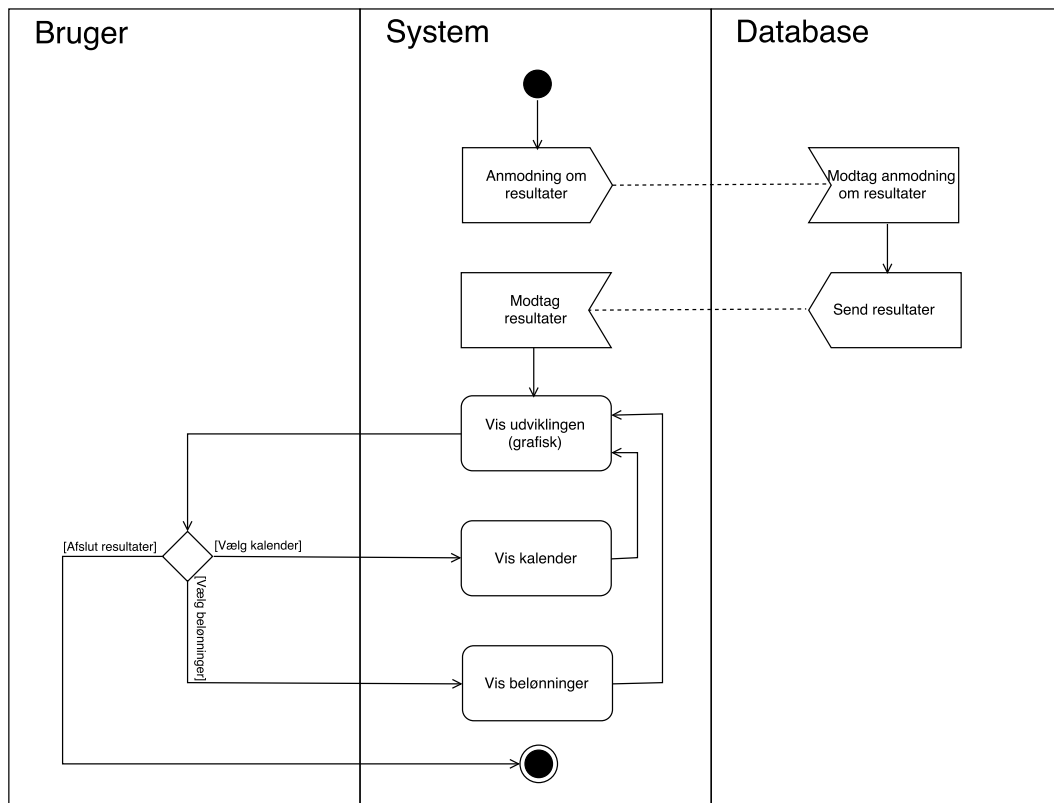 Bruger
System
Database
Anmodning om
resultater
Modtag anmodning
om resultater
Modtag
resultater
Send resultater
Vis udviklingen
(grafisk)
[Afslut resultater]
[Vælg kalender]
Vis kalender
[Vælg belønninger]
Vis belønninger